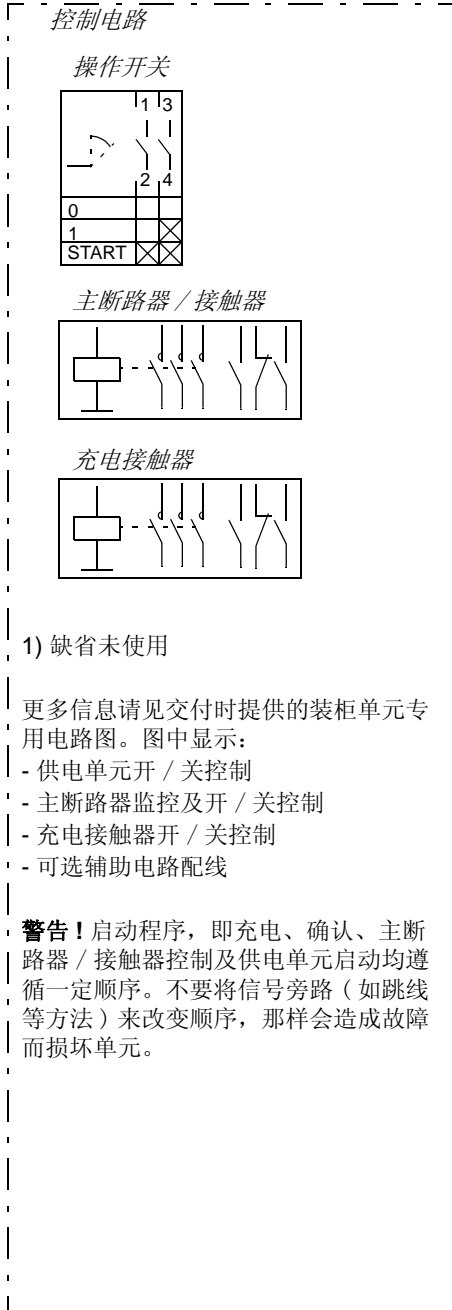 控制电路
操作开关
1 3
2 4
0
1
START
主断路器 / 接触器
充电接触器
1) 缺省未使用
更多信息请见交付时提供的装柜单元专
用电路图。图中显示：
- 供电单元开 / 关控制
- 主断路器监控及开 / 关控制
- 充电接触器开 / 关控制
- 可选辅助电路配线
警告 ! 启动程序，即充电、确认、主断
路器 / 接触器控制及供电单元启动均遵
循一定顺序。不要将信号旁路 ( 如跳线
等方法 ) 来改变顺序，那样会造成故障
而损坏单元。